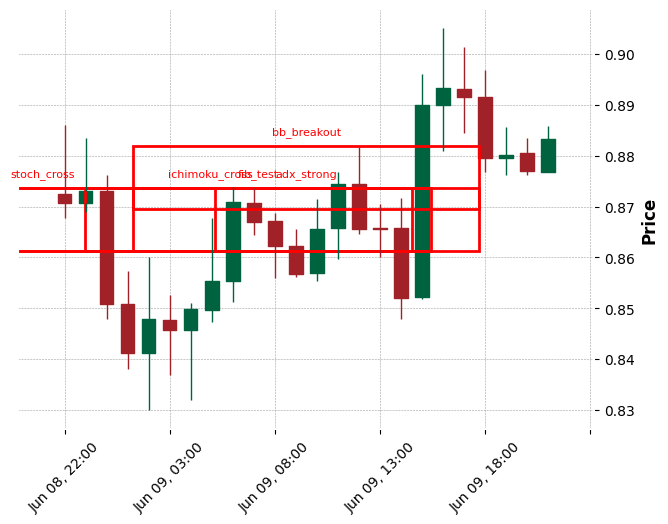 bb_breakout
stoch_cross
ichimoku_cross
fib_test
adx_strong
0.90
0.89
0.88
0.87
0.86
0.85
0.84
0.83
Price
Jun 08, 22:00
Jun 09, 03:00
Jun 09, 08:00
Jun 09, 13:00
Jun 09, 18:00